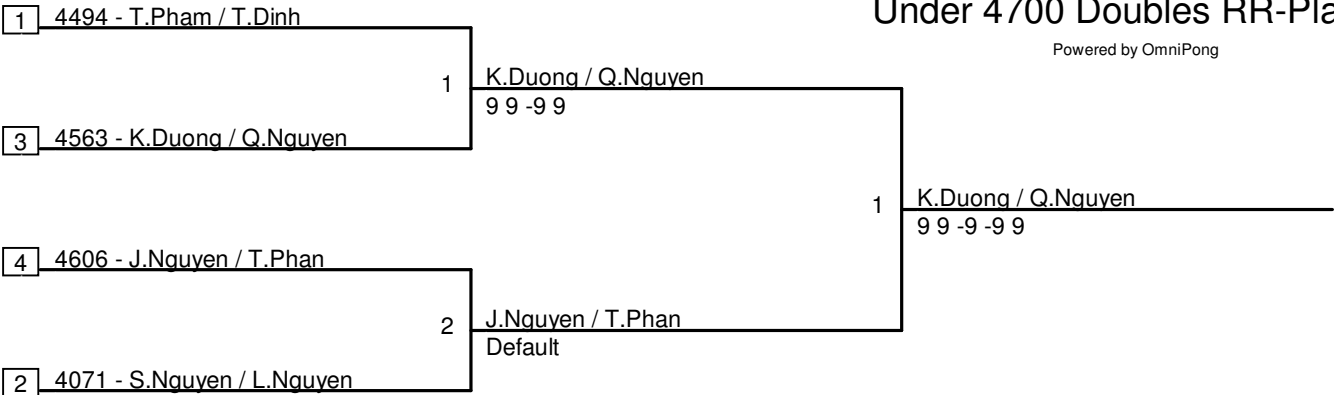 Under 4700 Doubles RR-Pla
Powered by OmniPong
1 4494 - T.Pham / T.Dinh
1 K.Duong / Q.Nguyen
9 9 -9 9
3 4563 - K.Duong / Q.Nguyen
1 K.Duong / Q.Nguyen
9 9 -9 -9 9
4 4606 - J.Nguyen / T.Phan
2 J.Nguyen / T.Phan
Default
2 4071 - S.Nguyen / L.Nguyen